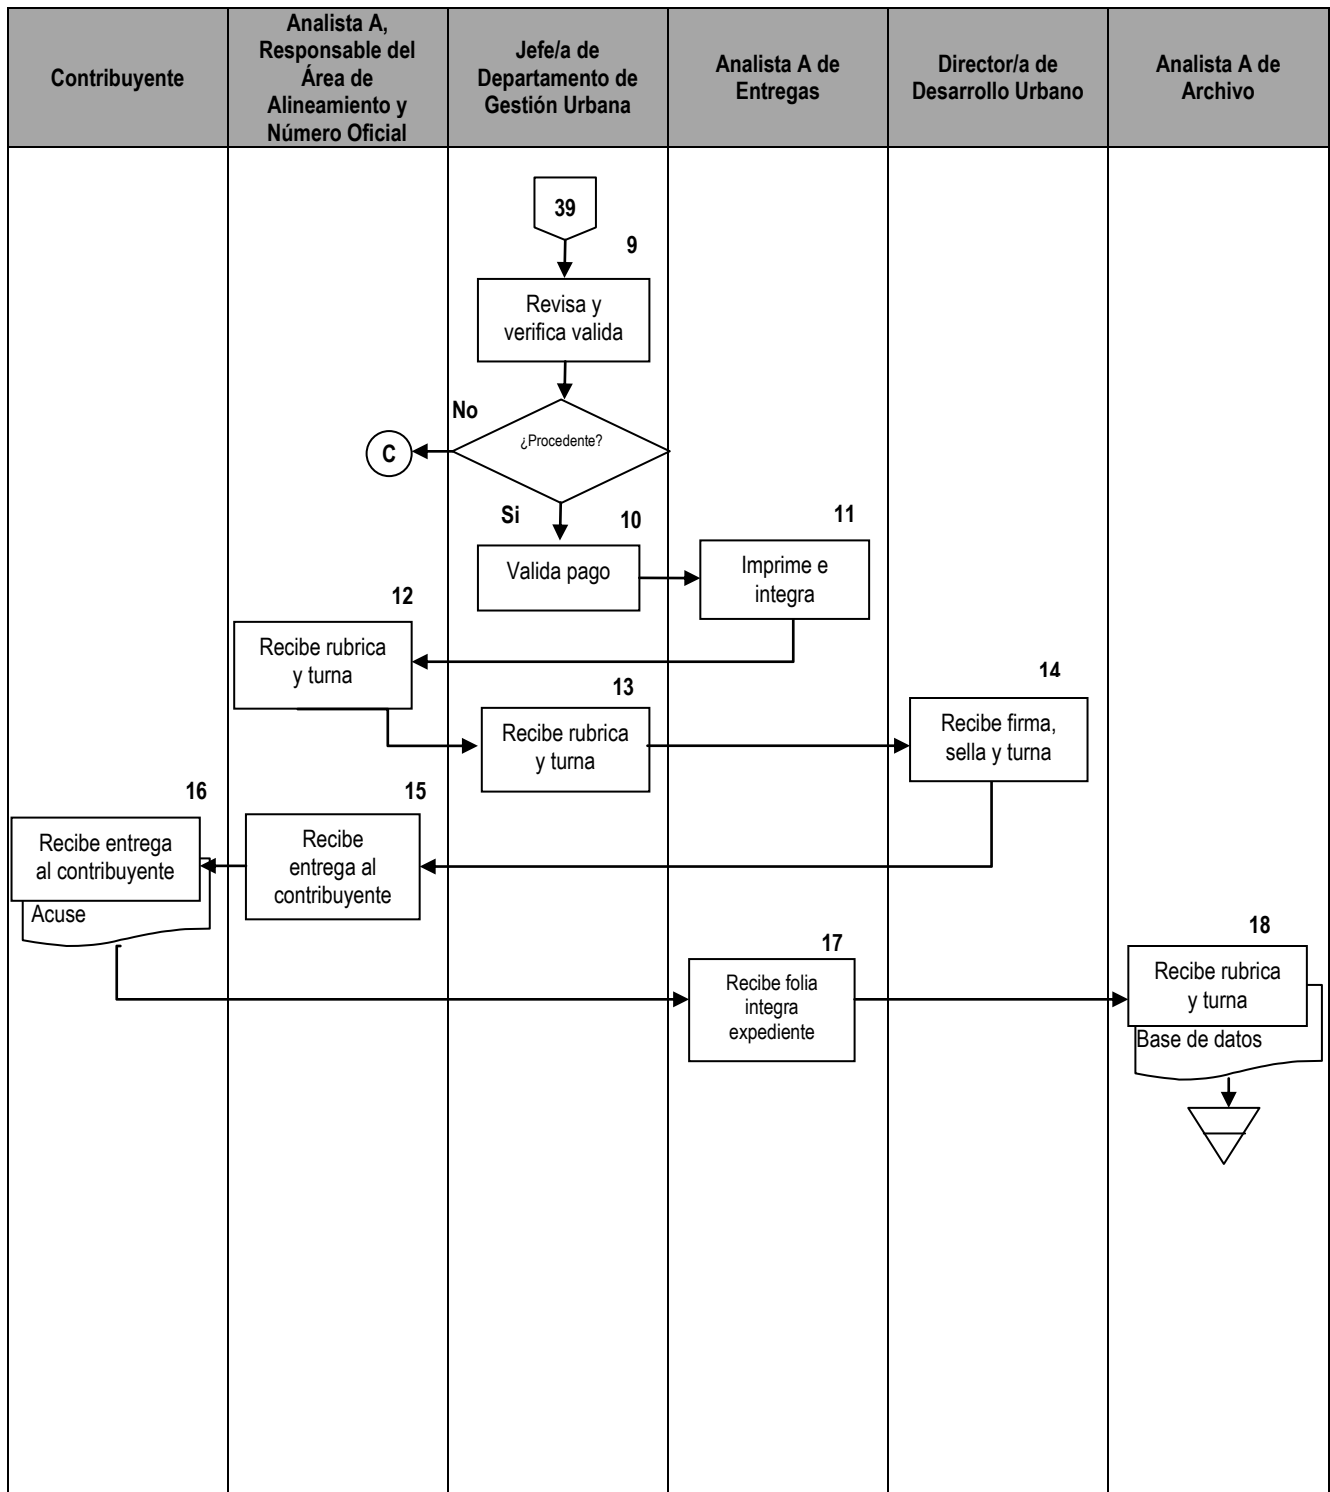 Contribuyente
Analista A,
Responsable del
Área de
Alineamiento y
Número Oficial
Jefe/a de
Departamento de
Gestión Urbana
Analista A de
Entregas
Director/a de
Desarrollo Urbano
Analista A de
Archivo
39
9
Revisa y
verifica valida
No
¿Procedente?
C
Si
10
Valida pago
11
Imprime e
integra
12
Recibe rubrica
y turna
13
Recibe rubrica
y turna
14
Recibe firma,
sella y turna
16
Recibe entrega
al contribuyente
Acuse
15
Recibe
entrega al
contribuyente
17
Recibe folia
integra
expediente
18
Recibe rubrica
y turna
Base de datos